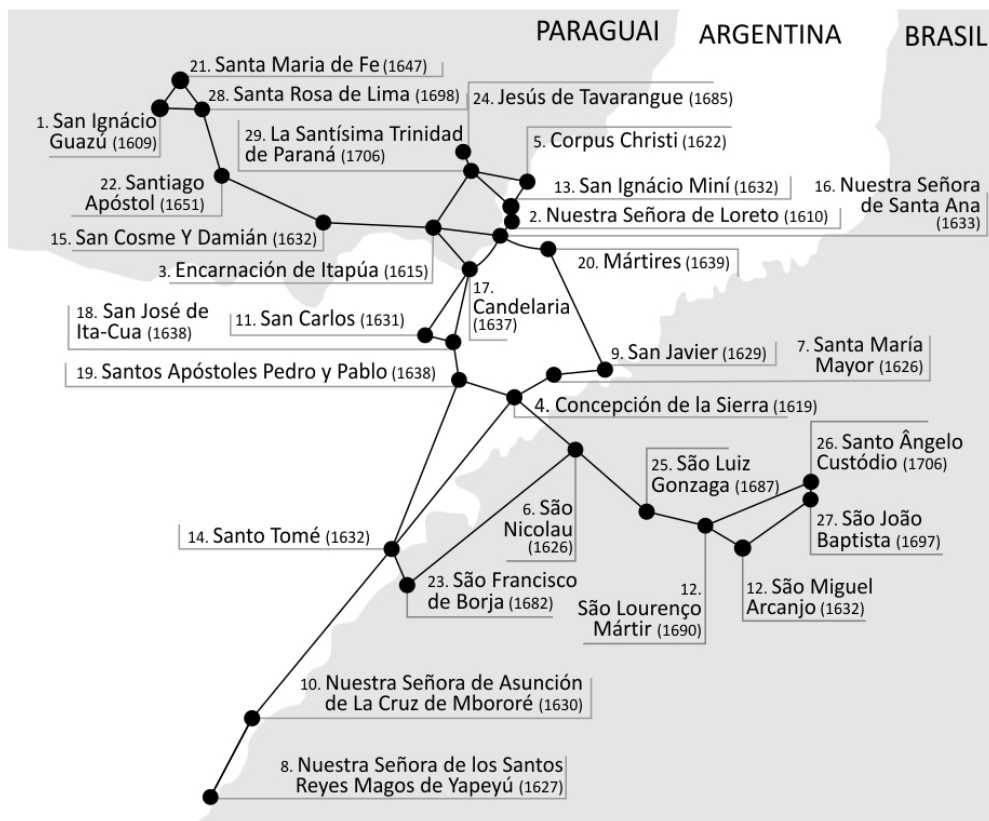 PARAGUAI
ARGENTINA
BRASIL
21. Santa Maria de Fe (1647)
28. Santa Rosa de Lima (1698)
1. San Ignácio
Guazú (1609)
24. Jesús de Tavarangue (1685)
29. La Santísima Trinidad
de Paraná (1706)
5. Corpus Christi (1622)
22. Santiago
Apóstol (1651)
13. San Ignácio Miní (1632)
16. Nuestra Señora
de Santa Ana
(1633)
2. Nuestra Señora de Loreto (1610)
15. San Cosme Y Damián (1632)
3. Encarnación de Itapúa (1615)
20. Mártires (1639)
17.
Candelaria
(1637)
18. San José de
Ita-Cua (1638)
11. San Carlos (1631)
9. San Javier (1629)
7. Santa María
Mayor (1626)
19. Santos Apóstoles Pedro y Pablo (1638)
4. Concepción de la Sierra (1619)
26. Santo Ângelo
Custódio (1706)
25. São Luiz
Gonzaga (1687)
6. São
Nicolau
(1626)
27. São João
Baptista (1697)
14. Santo Tomé (1632)
23. São Francisco
de Borja (1682)
12.
São Lourenço
Mártir (1690)
12. São Miguel
Arcanjo (1632)
10. Nuestra Señora de Asunción
de La Cruz de Mbororé (1630)
8. Nuestra Señora de los Santos
Reyes Magos de Yapeyú (1627)